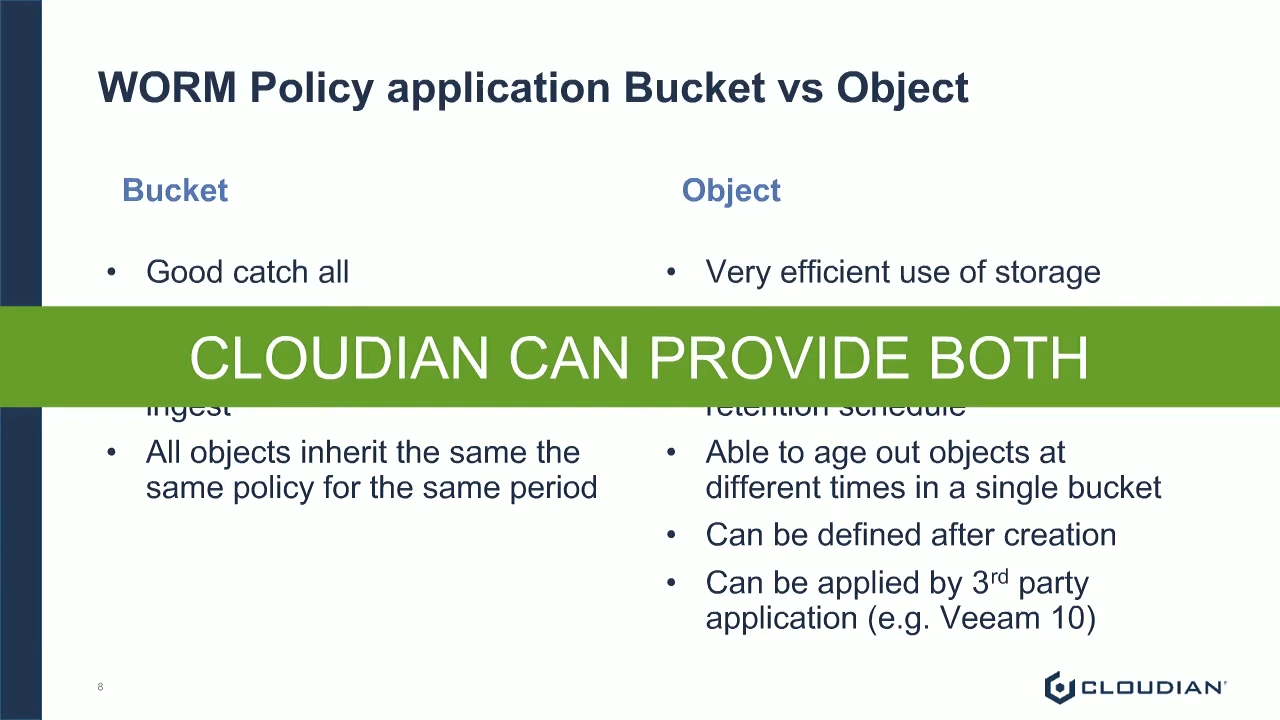 WORM Policy application Bucket vs Object
Bucket
• Good catch all
ingest
• All objects inherit the same the
same policy for the same period
Object
• Very efficient use of storage
CLOUDIAN CAN PROVIDE BOTH
retention schedule
• Able to age out objects at
different times in a single bucket
• Can be defined after creation
• Can be applied by 3rd party
application (e.g. Veeam 10)
8
CLOUDIAN